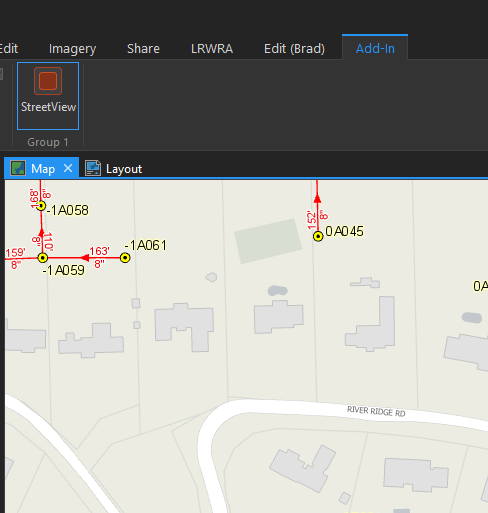 Edit Imagery Share LRWRA Edit (Brad) Add-In
StreetView
Group 1
Map Layout
168'
8"
-1A058
152'
8"
0A045
110'
8"
159'
8"
163'
8"
-1A061
-1A059
0A
RIVER RIDGE RD